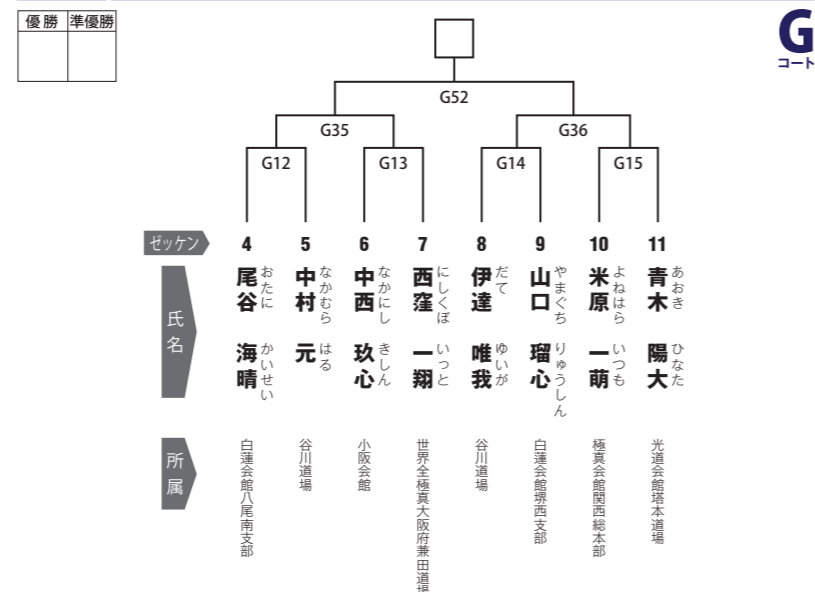 優勝 準優勝
G
コート
G52
G35 G36
G12 G13 G14 G15
ゼッケン 4 5 6 7 8 9 10 11
氏名
尾谷 海晴 おたに かいせい
中村 元 なかむら はる
中西 玖心 なかにし きしん
西窪 一翔 にしくぼ いっと
伊達 唯我 だて ゆいが
山口 瑠心 やまぐち りゅうしん
米原 一萌 よねはら いつも
青木 陽大 あおき ひなた
所属
白蓮会館八尾南支部
谷川道場
小阪会館
世界全極真大阪府兼田道場
谷川道場
白蓮会館堺西支部
極真会館関西総本部
光道会館塔本道場